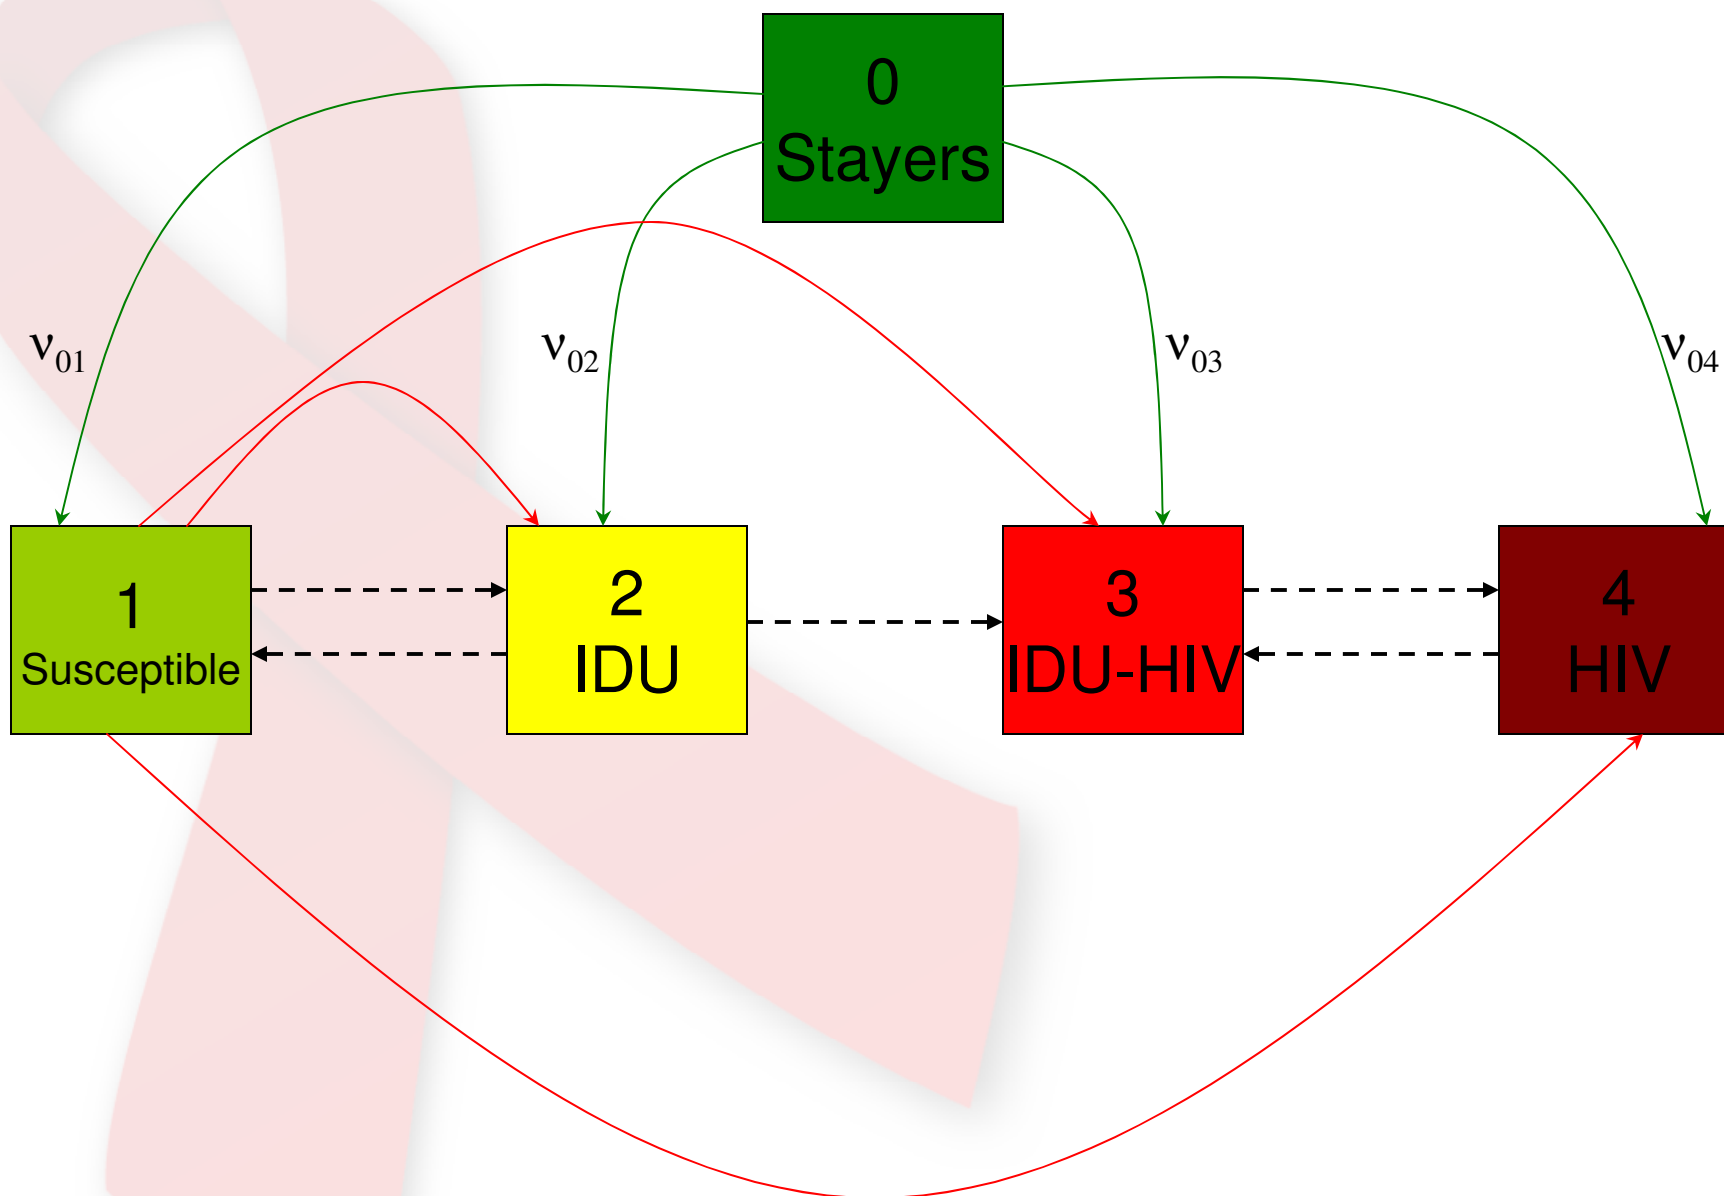 0
Stayers
ν01
ν02
ν03
ν04
1
Susceptible
2
IDU
3
IDU-HIV
4
HIV